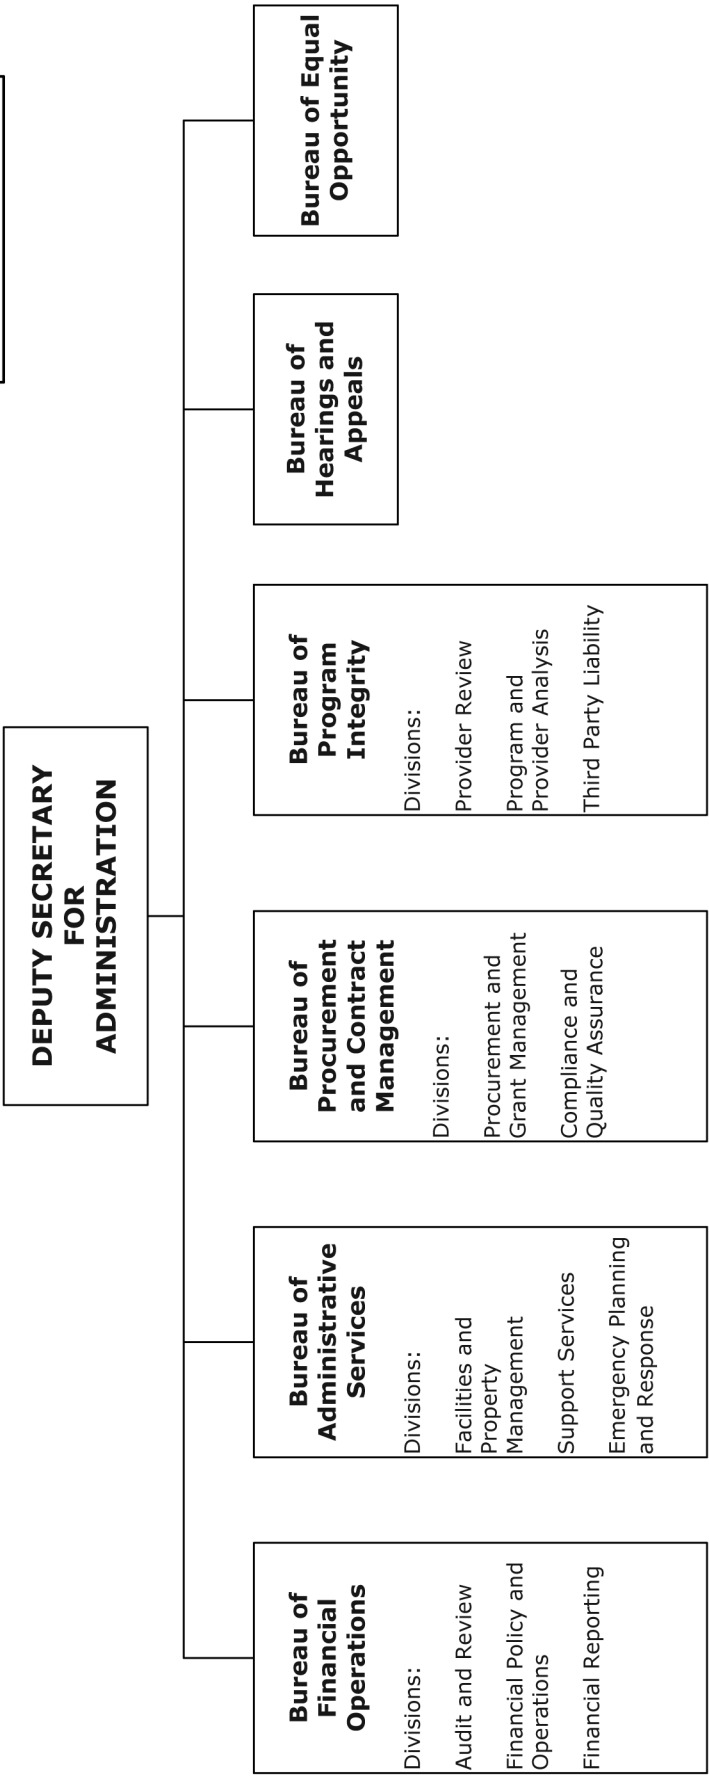 DEPUTY SECRETARY
FOR
ADMINISTRATION
Bureau of
Financial
Operations
Divisions:
Audit and Review
Financial Policy and
Operations
Financial Reporting
Bureau of
Administrative
Services
Divisions:
Facilities and
Property
Management
Support Services
Emergency Planning
and Response
Bureau of
Procurement
and Contract
Management
Divisions:
Procurement and
Grant Management
Compliance and
Quality Assurance
Bureau of
Program
Integrity
Divisions:
Provider Review
Program and
Provider Analysis
Third Party Liability
Bureau of
Hearings and
Appeals
Bureau of Equal
Opportunity